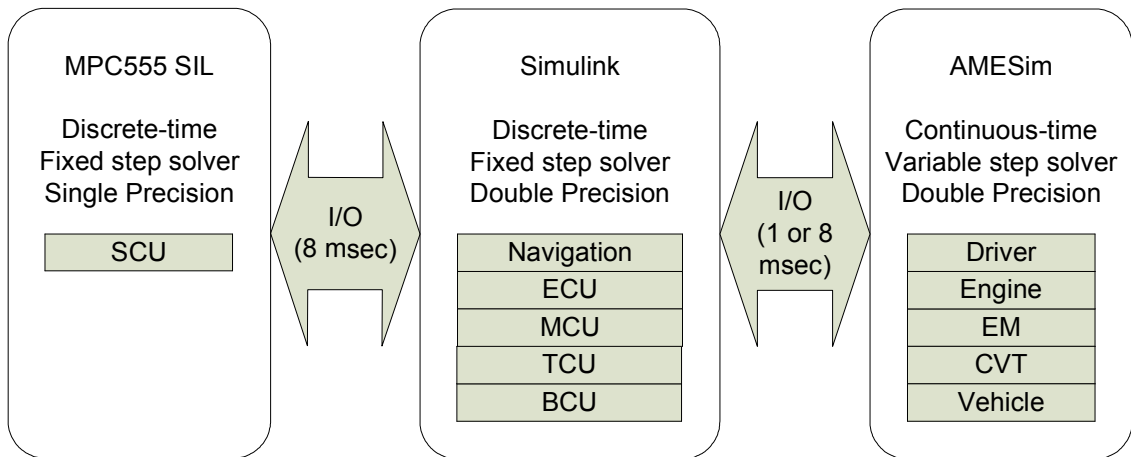 MPC555 SIL
Discrete-time
Fixed step solver
Single Precision
SCU
I/O
(8 msec)
Simulink
Discrete-time
Fixed step solver
Double Precision
Navigation
ECU
MCU
TCU
BCU
I/O
(1 or 8
msec)
AMESim
Continuous-time
Variable step solver
Double Precision
Driver
Engine
EM
CVT
Vehicle